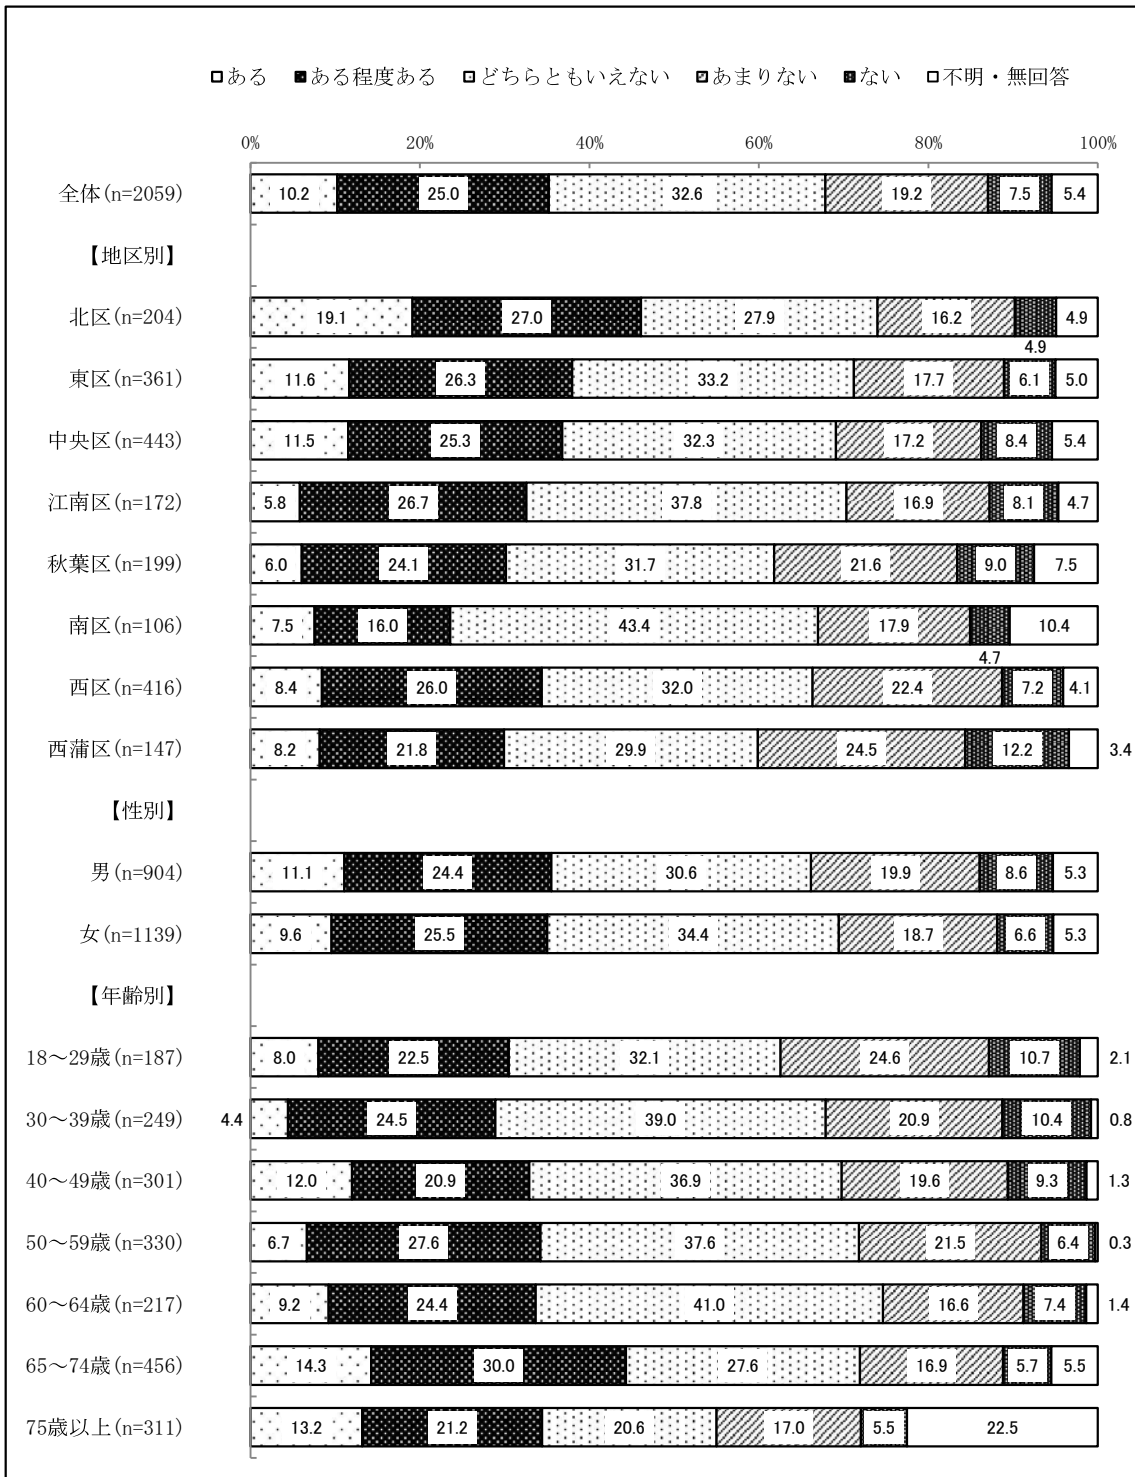 ある ある程度ある どちらともいえない あまりない ない 不明・無回答
0% 20% 40% 60% 80% 100%
全体(n=2059) 10.2 25.0 32.6 19.2 7.5 5.4
【地区別】
北区(n=204) 19.1 27.0 27.9 16.2 4.9 4.9
東区(n=361) 11.6 26.3 33.2 17.7 6.1 5.0
中央区(n=443) 11.5 25.3 32.3 17.2 8.4 5.4
江南区(n=172) 5.8 26.7 37.8 16.9 8.1 4.7
秋葉区(n=199) 6.0 24.1 31.7 21.6 9.0 7.5
南区(n=106) 7.5 16.0 43.4 17.9 4.7 10.4
西区(n=416) 8.4 26.0 32.0 22.4 7.2 4.1
西蒲区(n=147) 8.2 21.8 29.9 24.5 12.2 3.4
【性別】
男(n=904) 11.1 24.4 30.6 19.9 8.6 5.3
女(n=1139) 9.6 25.5 34.4 18.7 6.6 5.3
【年齢別】
18～29歳(n=187) 8.0 22.5 32.1 24.6 10.7 2.1
30～39歳(n=249) 4.4 24.5 39.0 20.9 10.4 0.8
40～49歳(n=301) 12.0 20.9 36.9 19.6 9.3 1.3
50～59歳(n=330) 6.7 27.6 37.6 21.5 6.4 0.3
60～64歳(n=217) 9.2 24.4 41.0 16.6 7.4 1.4
65～74歳(n=456) 14.3 30.0 27.6 16.9 5.7 5.5
75歳以上(n=311) 13.2 21.2 20.6 17.0 5.5 22.5